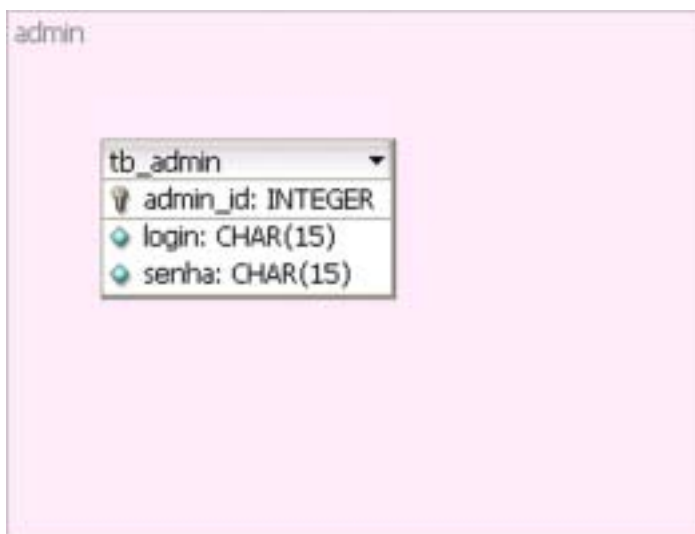 admin
tb_admin
admin_id: INTEGER
login: CHAR(15)
senha: CHAR(15)